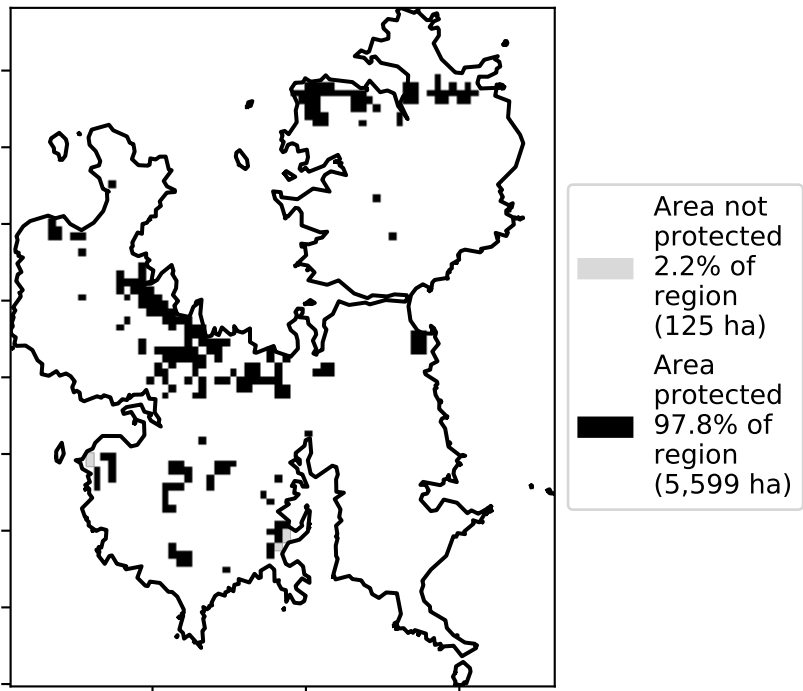 Area not
protected
2.2% of
region
(125 ha)
Area
protected
97.8% of
region
(5,599 ha)